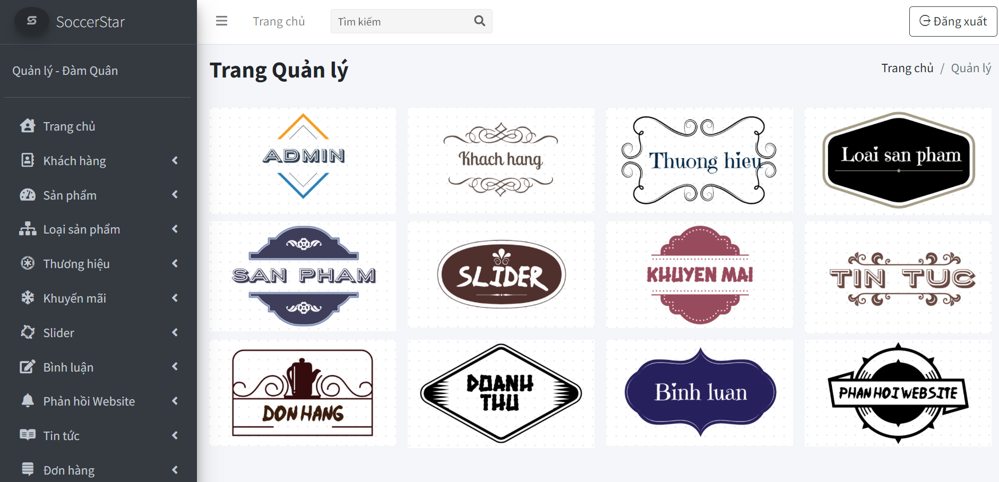 SoccerStar
Trang chủ
Tìm kiếm
Đăng xuất
Quản lý - Đàm Quân
Trang Quản lý
Trang chủ / Quản lý
Trang chủ
Khách hàng
Sản phẩm
Loại sản phẩm
Thương hiệu
Khuyến mãi
Slider
Bình luận
Phản hồi Website
Tin tức
Đơn hàng
ADMIN
Khach hang
Thuong hieu
Loai san pham
SAN PHAM
SLIDER
KHUYEN MAI
TIN TUC
DON HANG
DOANH
THU
Binh luan
PHAN HOI WEBSITE